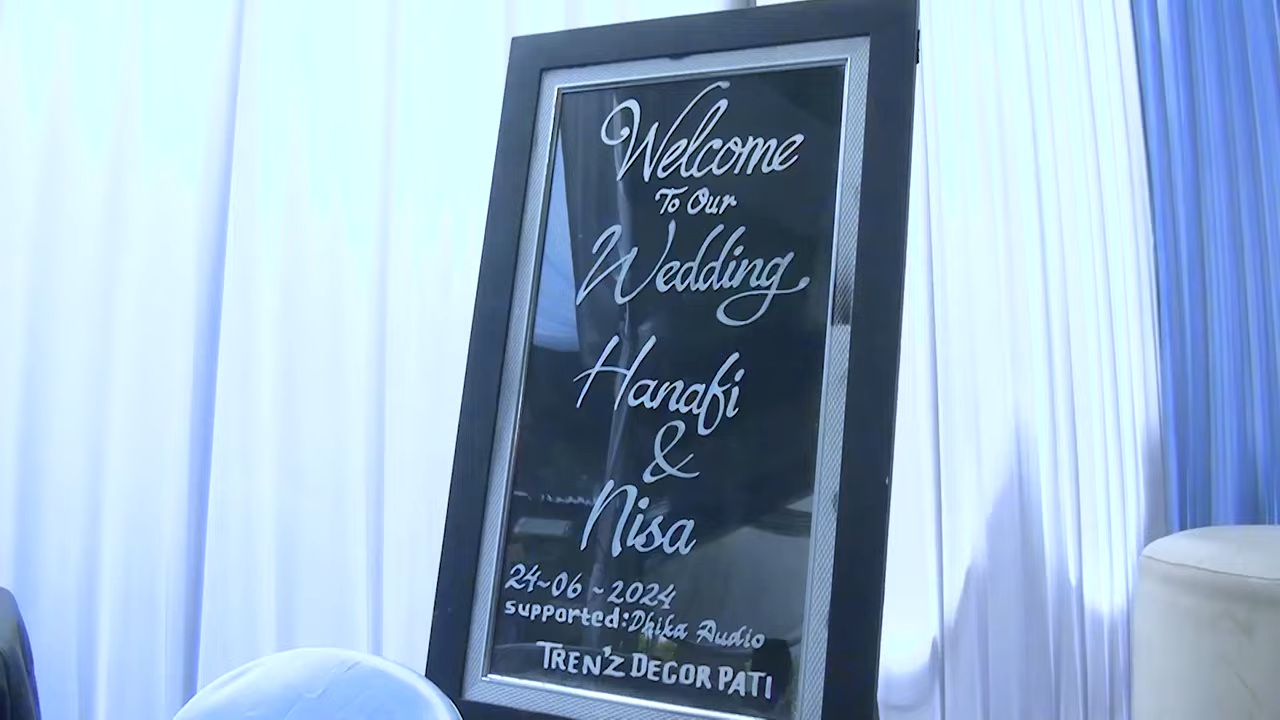 Welcome
To Our
Wedding
Hanafi
&
Nisa
24~06~2024
supported:Dhika Audio
TREN'Z DECOR PATI